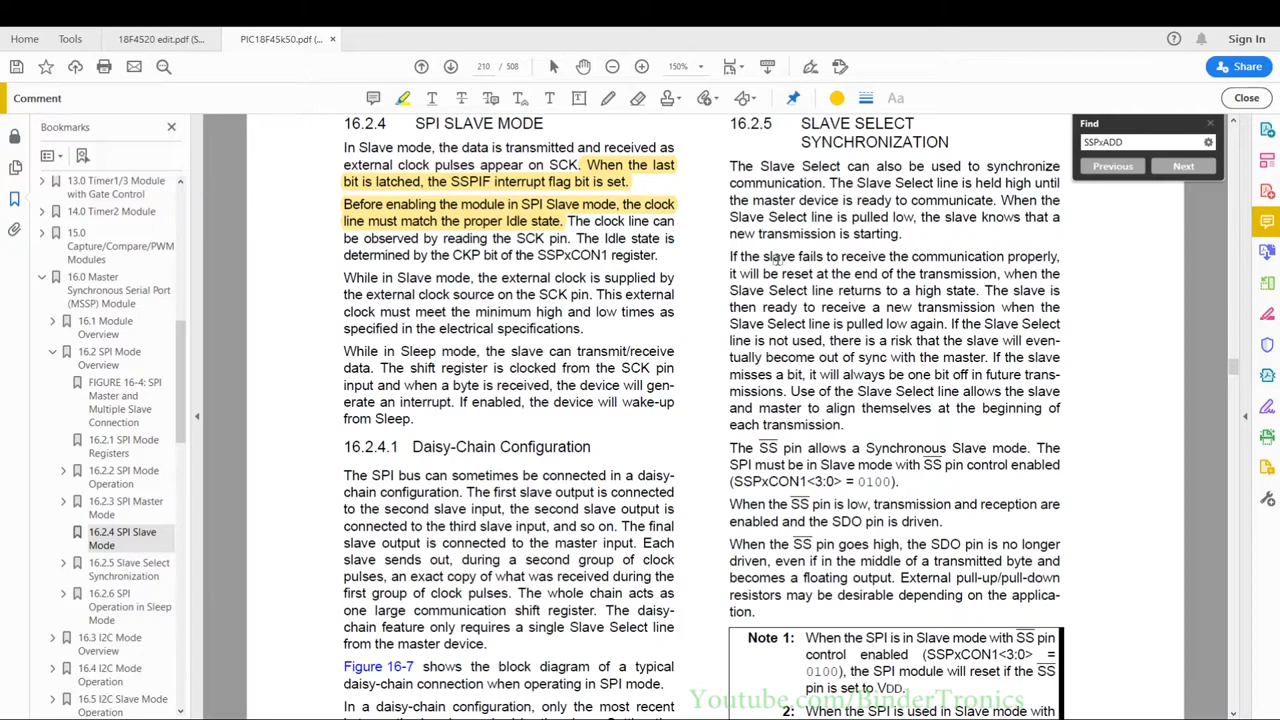 Home
Tools
18F4520 edit.pdf (S...
PIC18F45k50.pdf (...
Sign In
210 / 508
150%
Share
Comment
Aa
Close
Bookmarks
13.0 Timer1/3 Module
with Gate Control
14.0 Timer2 Module
15.0
Capture/Compare/PWM
Modules
16.0 Master
Synchronous Serial Port
(MSSP) Module
16.1 Module
Overview
16.2 SPI Mode
Overview
FIGURE 16-4: SPI
Master and
Multiple Slave
Connection
16.2.1 SPI Mode
Registers
16.2.2 SPI Mode
Operation
16.2.3 SPI Master
Mode
16.2.4 SPI Slave
Mode
16.2.5 Slave Select
Synchronization
16.2.6 SPI
Operation in Sleep
Mode
16.3 I2C Mode
Overview
16.4 I2C Mode
Operation
16.5 I2C Slave Mode
Operation
16.2.4 SPI SLAVE MODE
In Slave mode, the data is transmitted and received as
external clock pulses appear on SCK. When the last
bit is latched, the SSPIF interrupt flag bit is set.
Before enabling the module in SPI Slave mode, the clock
line must match the proper Idle state. The clock line can
be observed by reading the SCK pin. The Idle state is
determined by the CKP bit of the SSPxCON1 register.
While in Slave mode, the external clock is supplied by
the external clock source on the SCK pin. This external
clock must meet the minimum high and low times as
specified in the electrical specifications.
While in Sleep mode, the slave can transmit/receive
data. The shift register is clocked from the SCK pin
input and when a byte is received, the device will gen-
erate an interrupt. If enabled, the device will wake-up
from Sleep.
16.2.4.1 Daisy-Chain Configuration
The SPI bus can sometimes be connected in a daisy-
chain configuration. The first slave output is connected
to the second slave input, the second slave output is
connected to the third slave input, and so on. The final
slave output is connected to the master input. Each
slave sends out, during a second group of clock
pulses, an exact copy of what was received during the
first group of clock pulses. The whole chain acts as
one large communication shift register. The daisy-
chain feature only requires a single Slave Select line
from the master device.
Figure 16-7 shows the block diagram of a typical
daisy-chain connection when operating in SPI mode.
In a daisy-chain configuration, only the most recent
16.2.5 SLAVE SELECT
SYNCHRONIZATION
The Slave Select can also be used to synchronize
communication. The Slave Select line is held high until
the master device is ready to communicate. When the
Slave Select line is pulled low, the slave knows that a
new transmission is starting.
If the slave fails to receive the communication properly,
it will be reset at the end of the transmission, when the
Slave Select line returns to a high state. The slave is
then ready to receive a new transmission when the
Slave Select line is pulled low again. If the Slave Select
line is not used, there is a risk that the slave will even-
tually become out of sync with the master. If the slave
misses a bit, it will always be one bit off in future trans-
missions. Use of the Slave Select line allows the slave
and master to align themselves at the beginning of
each transmission.
The SS pin allows a Synchronous Slave mode. The
SPI must be in Slave mode with SS pin control enabled
(SSPxCON1<3:0> = 0100).
When the SS pin is low, transmission and reception are
enabled and the SDO pin is driven.
When the SS pin goes high, the SDO pin is no longer
driven, even if in the middle of a transmitted byte and
becomes a floating output. External pull-up/pull-down
resistors may be desirable depending on the applica-
tion.
Note 1: When the SPI is in Slave mode with SS pin
control enabled (SSPxCON1<3:0> =
0100), the SPI module will reset if the SS
pin is set to VDD.
2: When the SPI is used in Slave mode with
Find
SSPxADD
Previous
Next
Youtube.com/BinderTronics